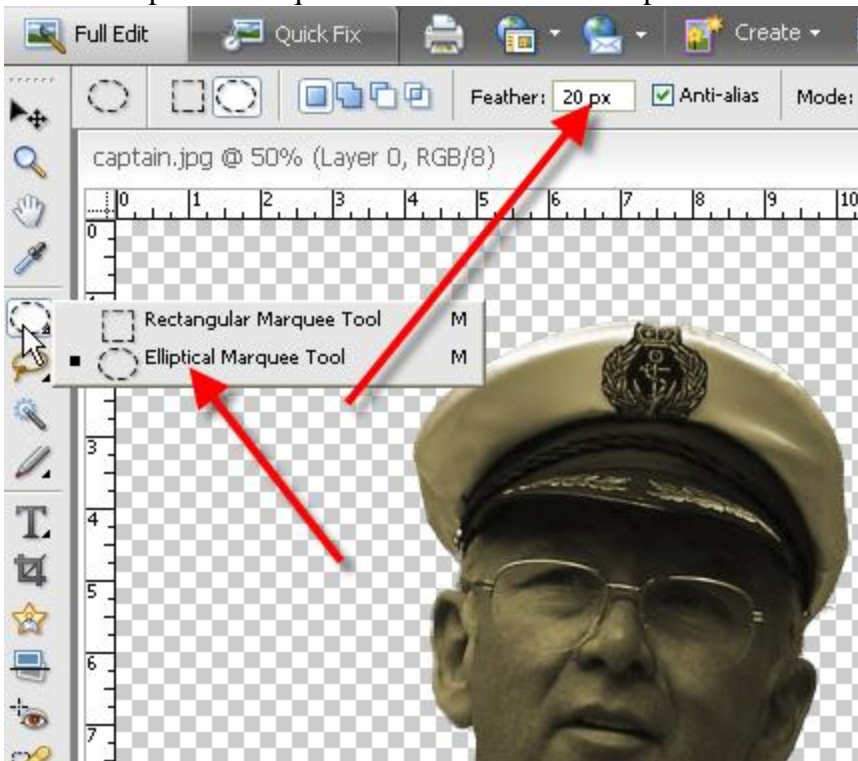 Full Edit Quick Fix Create
Feather: 20 px Anti-alias Mode:
captain.jpg @ 50% (Layer 0, RGB/8)
0 1 2 3 4 5 6 7 8 9 10
0
Rectangular Marquee Tool M
Elliptical Marquee Tool M
3
4
T
5
6
7